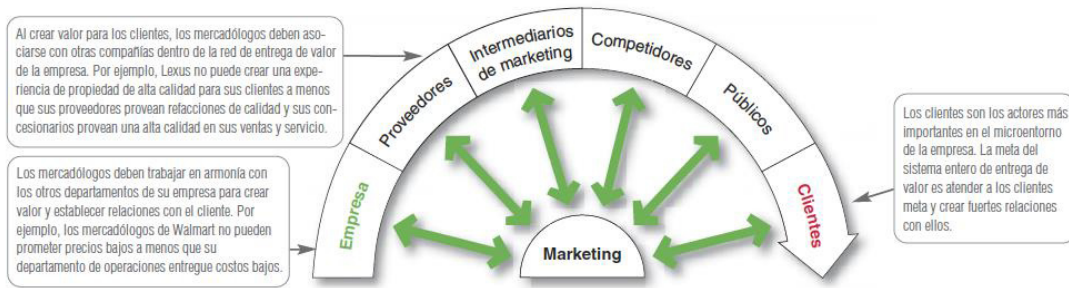 Al crear valor para los clientes, los mercadólogos deben aso-
ciarse con otras compañías dentro de la red de entrega de valor
de la empresa. Por ejemplo, Lexus no puede crear una expe-
riencia de propiedad de alta calidad para sus clientes a menos
que sus proveedores provean refacciones de calidad y sus con-
cesionarios provean una alta calidad en sus ventas y servicio.
Los mercadólogos deben trabajar en armonía con
los otros departamentos de su empresa para crear
valor y establecer relaciones con el cliente. Por
ejemplo, los mercadólogos de Walmart no pueden
prometer precios bajos a menos que su
departamento de operaciones entregue costos bajos.
Empresa
Proveedores
Intermediarios
de marketing
Competidores
Públicos
Clientes
Marketing
Los clientes son los actores más
importantes en el microentorno
de la empresa. La meta del
sistema entero de entrega de
valor es atender a los clientes
meta y crear fuertes relaciones
con ellos.